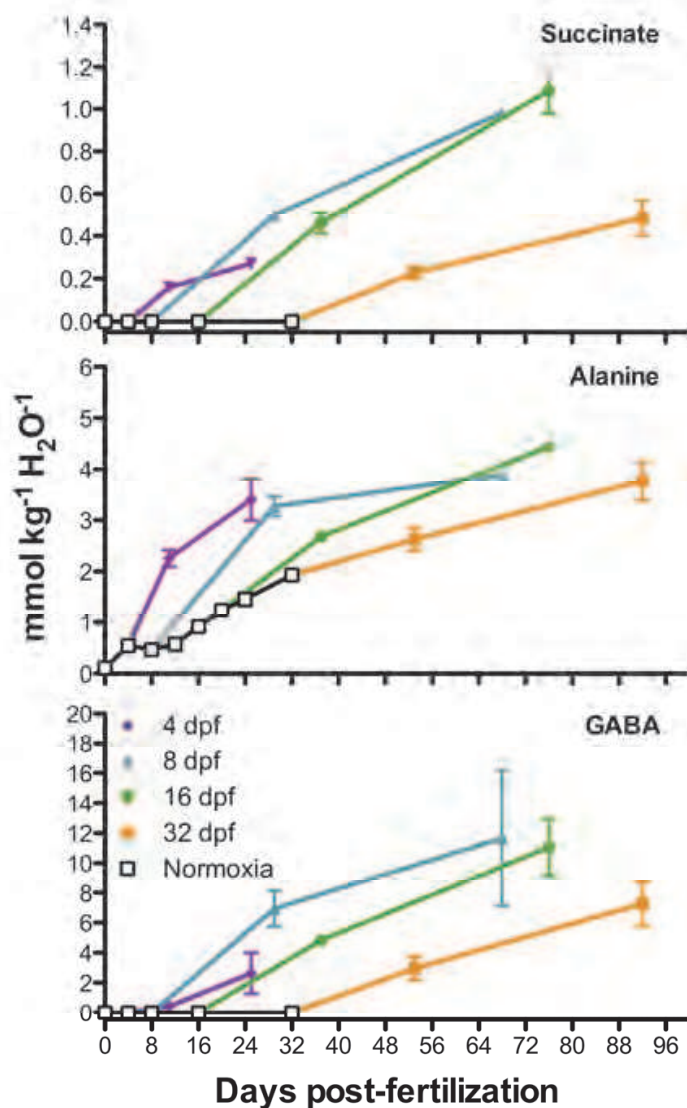 Succinate
1.4
1.2
1.0
0.8
0.6
0.4
0.2
0.0
Alanine
6
5
4
3
2
1
0
mmol kg⁻¹ H₂O⁻¹
GABA
20
18
16
14
12
10
8
6
4
2
0
4 dpf
8 dpf
16 dpf
32 dpf
Normoxia
0 8 16 24 32 40 48 56 64 72 80 88 96
Days post-fertilization